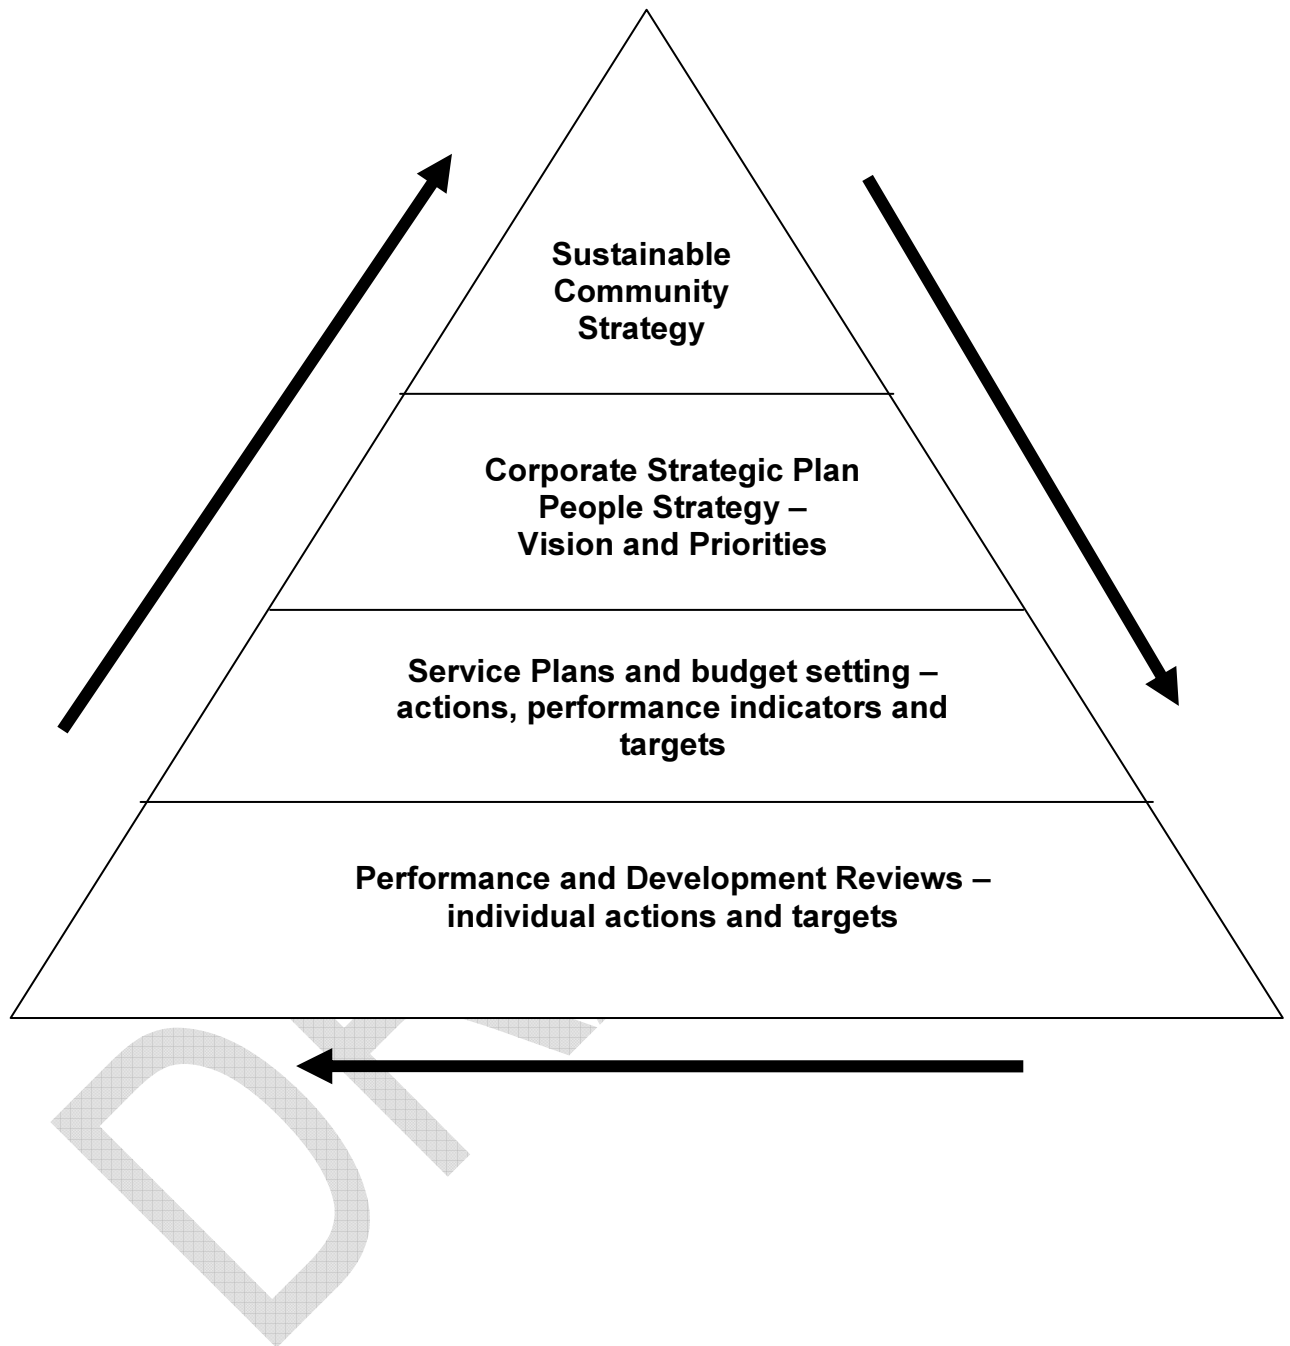 Sustainable
Community
Strategy
Corporate Strategic Plan
People Strategy –
Vision and Priorities
Service Plans and budget setting –
actions, performance indicators and
targets
Performance and Development Reviews –
individual actions and targets